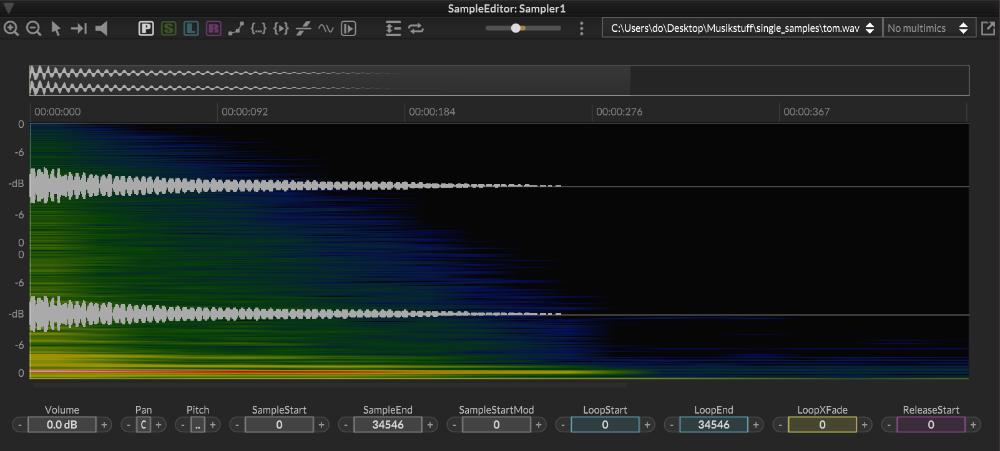 SampleEditor: Sampler1
P S L R C:\Users\do\Desktop\Musikstuff\single_samples\tom.wav No multimics
00:00:000 00:00:092 00:00:184 00:00:276 00:00:367
0
-6
-dB
-6
0
0
-6
-dB
-6
0
Volume Pan Pitch SampleStart SampleEnd SampleStartMod LoopStart LoopEnd LoopXFade ReleaseStart
- 0.0 dB + - C + - .. + - 0 + - 34546 + - 0 + - 0 + - 34546 + - 0 + - 0 +